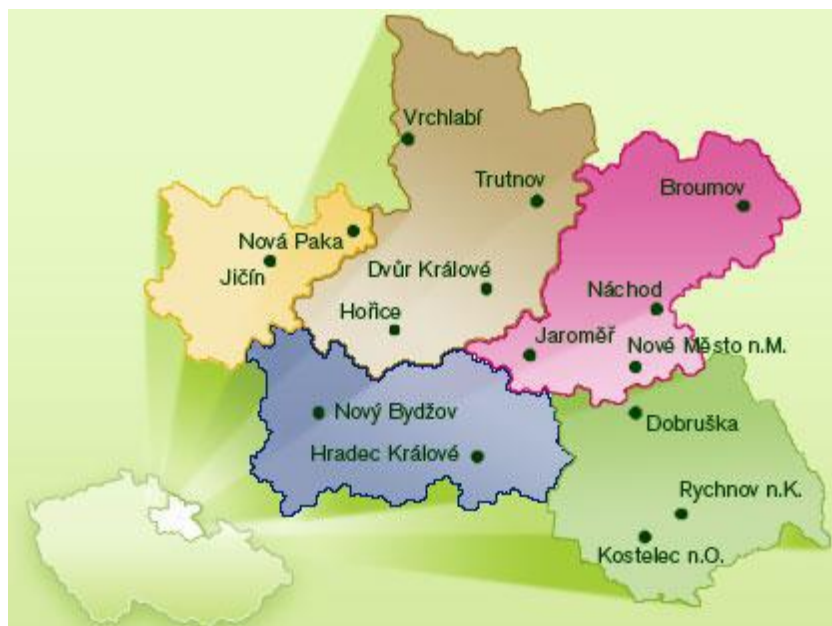 Vrchlabí
Trutnov
Broumov
Nová Paka
Jičín
Dvůr Králové
Náchod
Hořice
Jaroměř
Nové Město n.M.
Nový Bydžov
Dobruška
Hradec Králové
Rychnov n.K.
Kostelec n.O.